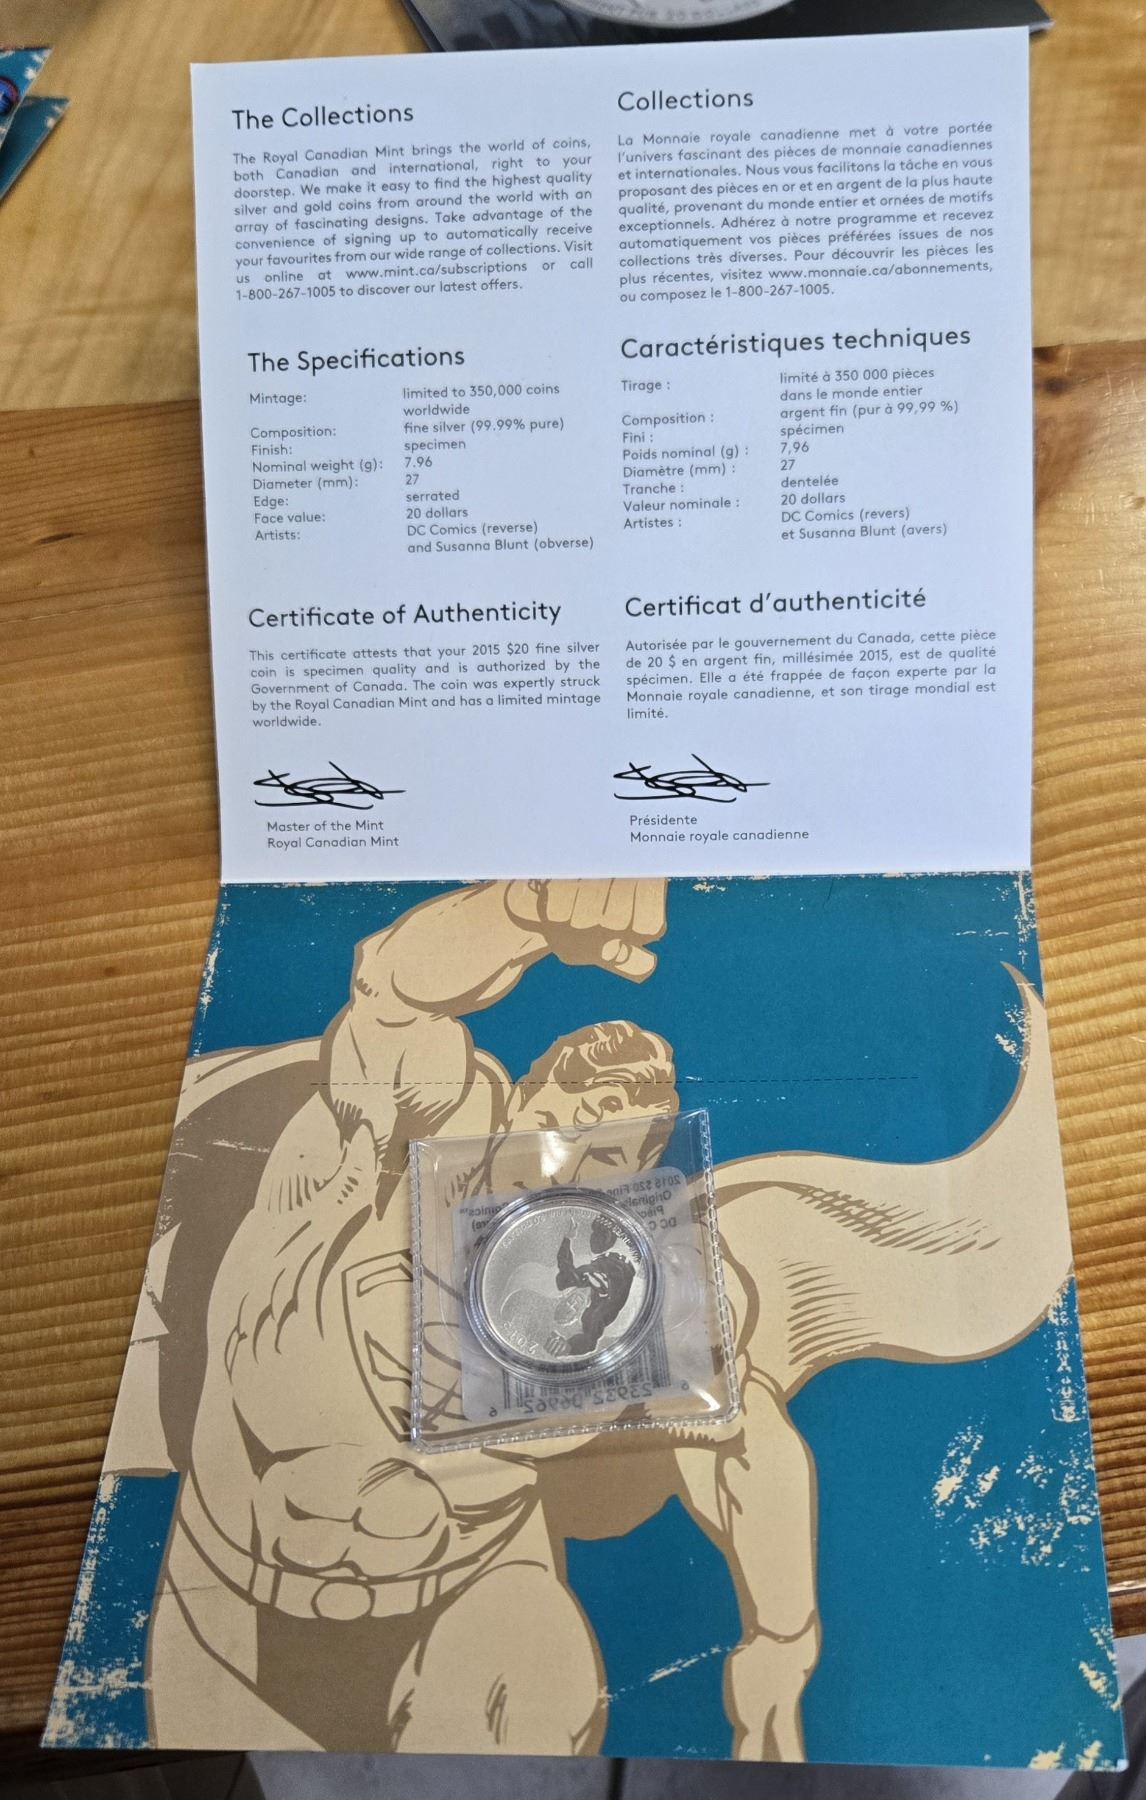 The Collections
The Royal Canadian Mint brings the world of coins,
both Canadian and international, right to your
doorstep. We make it easy to find the highest quality
silver and gold coins from around the world with an
array of fascinating designs. Take advantage of the
convenience of signing up to automatically receive
your favourites from our wide range of collections. Visit
us online at www.mint.ca/subscriptions or call
1-800-267-1005 to discover our latest offers.
Collections
La Monnaie royale canadienne met à votre portée
l'univers fascinant des pièces de monnaie canadiennes
et internationales. Nous vous facilitons la tâche en vous
proposant des pièces en or et en argent de la plus haute
qualité, provenant du monde entier et ornées de motifs
exceptionnels. Adhérez à notre programme et recevez
automatiquement vos pièces préférées issues de nos
collections très diverses. Pour découvrir les pièces les
plus récentes, visitez www.monnaie.ca/abonnements,
ou composez le 1-800-267-1005.
The Specifications
Mintage: limited to 350,000 coins
worldwide
Composition: fine silver (99.99% pure)
Finish: specimen
Nominal weight (g): 7.96
Diameter (mm): 27
Edge: serrated
Face value: 20 dollars
Artists: DC Comics (reverse)
and Susanna Blunt (obverse)
Caractéristiques techniques
Tirage : limité à 350 000 pièces
dans le monde entier
Composition : argent fin (pur à 99,99 %)
Fini : spécimen
Poids nominal (g) : 7,96
Diamètre (mm) : 27
Tranche : dentelée
Valeur nominale : 20 dollars
Artistes : DC Comics (revers)
et Susanna Blunt (avers)
Certificate of Authenticity
This certificate attests that your 2015 $20 fine silver
coin is specimen quality and is authorized by the
Government of Canada. The coin was expertly struck
by the Royal Canadian Mint and has a limited mintage
worldwide.
Master of the Mint
Royal Canadian Mint
Certificat d'authenticité
Autorisée par le gouvernement du Canada, cette pièce
de 20 $ en argent fin, millésimée 2015, est de qualité
spécimen. Elle a été frappée de façon experte par la
Monnaie royale canadienne, et son tirage mondial est
limité.
Présidente
Monnaie royale canadienne
2015 $20 Fine
Origina
Pièc
DC C
2015
6 23932 06962 6